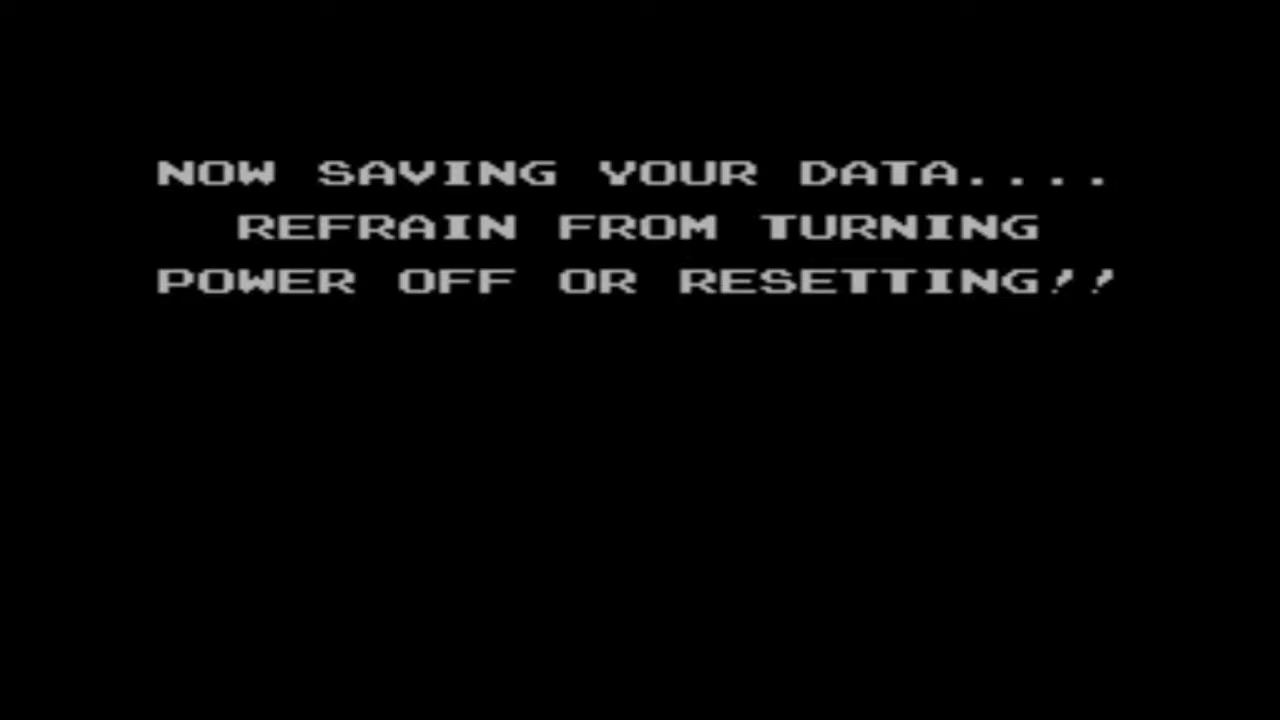 NOW SAVING YOUR DATA....
REFRAIN FROM TURNING
POWER OFF OR RESETTING!!